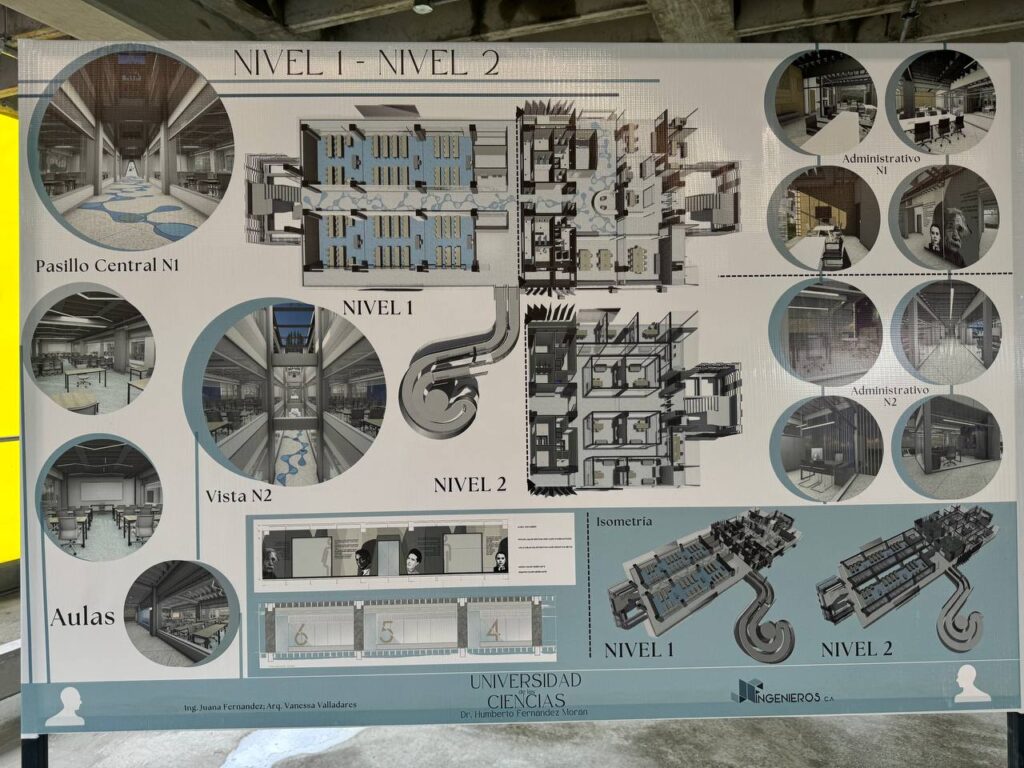 NIVEL 1 - NIVEL 2
Pasillo Central N1
NIVEL 1
Administrativo
N1
Administrativo
N2
Vista N2
NIVEL 2
Aulas
6
5
4
Isometría
NIVEL 1
NIVEL 2
Ing. Juana Fernandez; Arq. Vanessa Valladares
UNIVERSIDAD
de las
CIENCIAS
Dr. Humberto Fernández Morán
INGENIEROS C.A